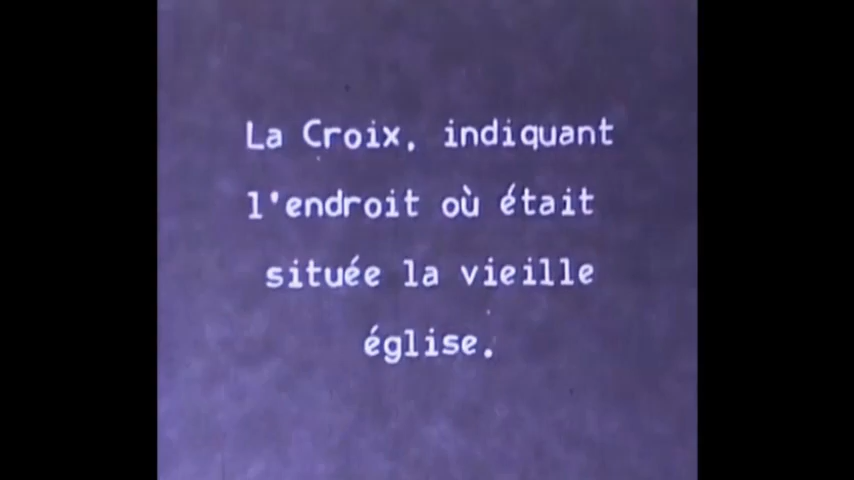 La Croix, indiquant
l'endroit où était
située la vieille
église.